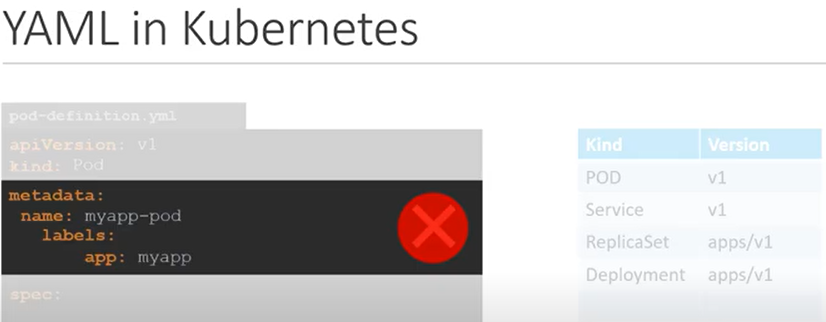 YAML in Kubernetes
pod-definition.yml
apiVersion: v1
kind: Pod
metadata:
name: myapp-pod
labels:
app: myapp
spec:
Kind Version
POD v1
Service v1
ReplicaSet apps/v1
Deployment apps/v1